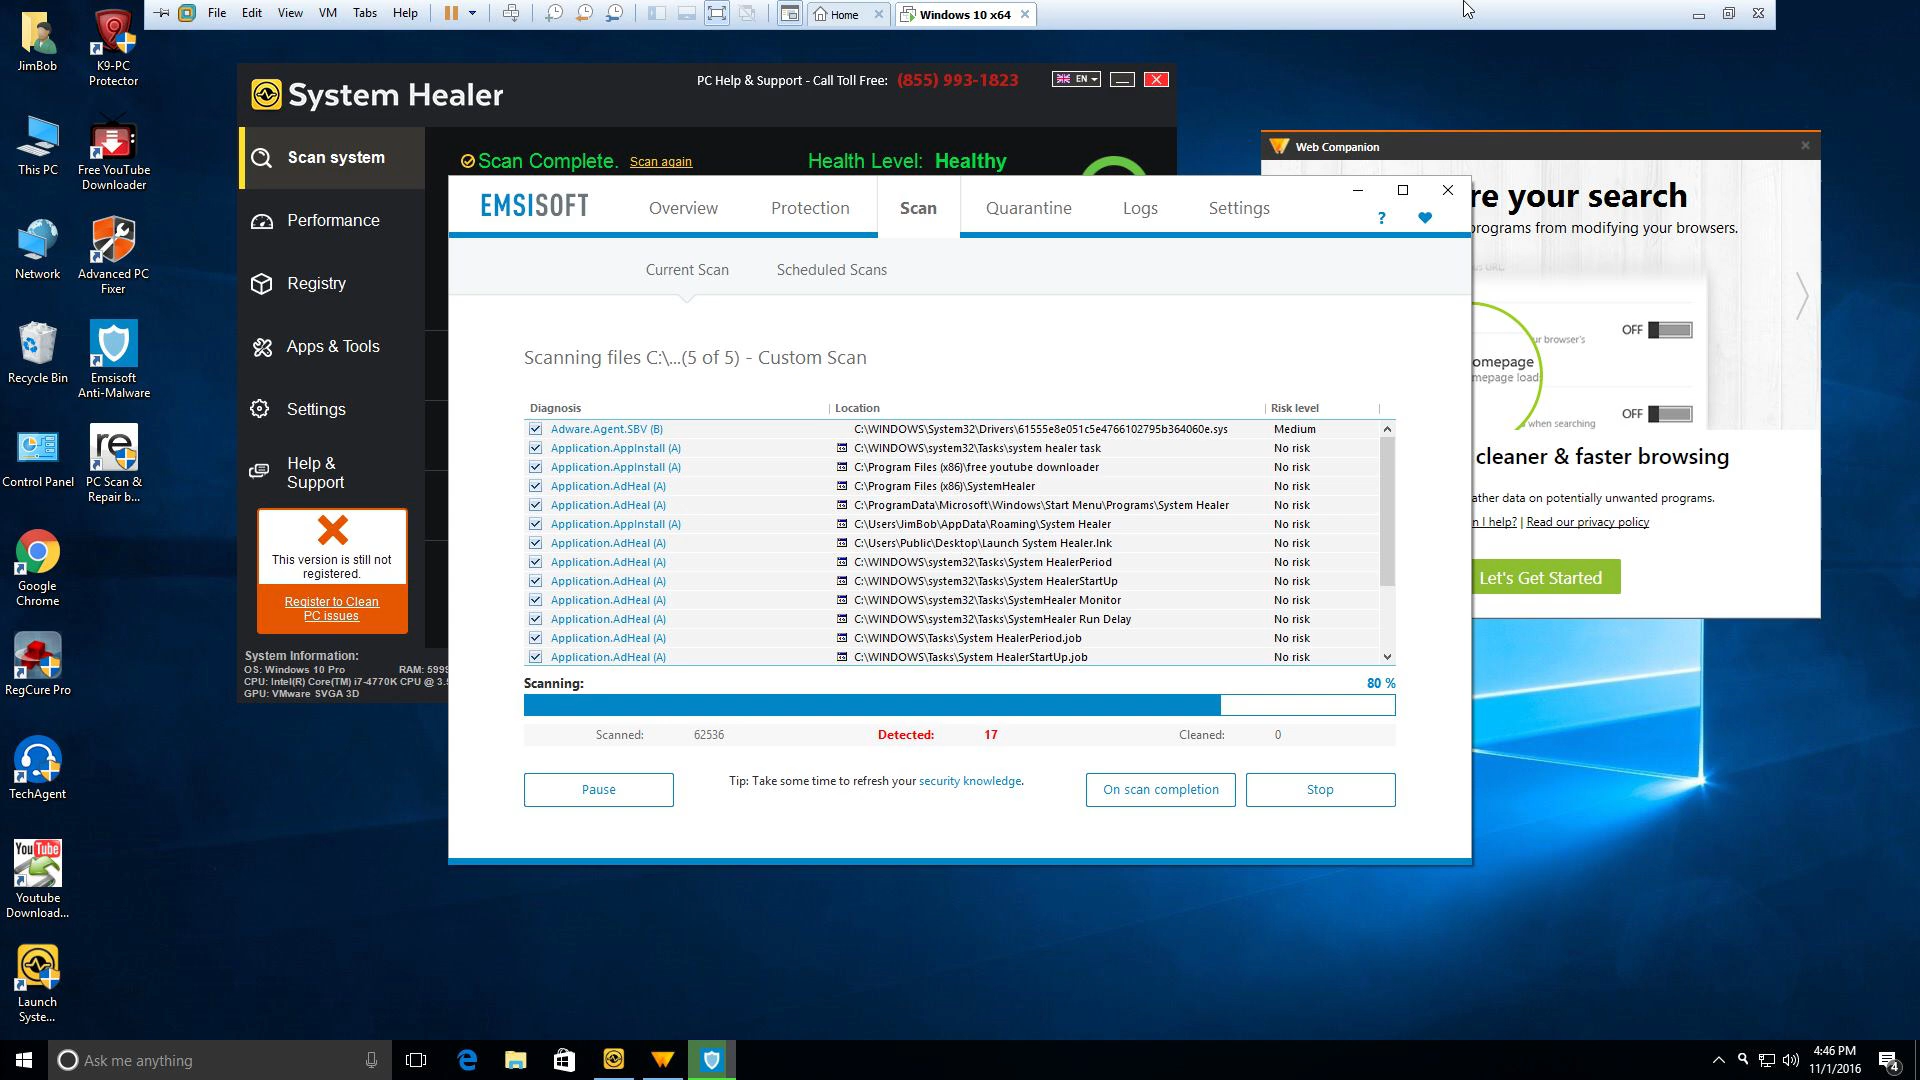 File Edit View VM Tabs Help Home Windows 10 x64
JimBob
K9-PC
Protector
This PC
Free YouTube
Downloader
Network
Advanced PC
Fixer
Recycle Bin
Emsisoft
Anti-Malware
Control Panel
PC Scan &
Repair b...
Google
Chrome
RegCure Pro
TechAgent
You Tube
Youtube
Download...
Launch
Syste...
System Healer
PC Help & Support - Call Toll Free: (855) 993-1823
EN
Scan system
Performance
Registry
Apps & Tools
Settings
Help &
Support
Scan Complete. Scan again
Health Level: Healthy
This version is still not
registered.
Register to Clean
PC issues
System Information:
OS: Windows 10 Pro RAM: 5999
CPU: Intel(R) Core(TM) i7-4770K CPU @ 3.
GPU: VMware SVGA 3D
EMSISOFT
Overview Protection Scan Quarantine Logs Settings
?
Current Scan Scheduled Scans
Scanning files C:\...(5 of 5) - Custom Scan
Diagnosis Location Risk level
Adware.Agent.SBV (B) C:\WINDOWS\System32\Drivers\61555e8e051c5e4766102795b364060e.sys Medium
Application.AppInstall (A) C:\WINDOWS\system32\Tasks\system healer task No risk
Application.AppInstall (A) C:\Program Files (x86)\free youtube downloader No risk
Application.AdHeal (A) C:\Program Files (x86)\SystemHealer No risk
Application.AdHeal (A) C:\ProgramData\Microsoft\Windows\Start Menu\Programs\System Healer No risk
Application.AppInstall (A) C:\Users\JimBob\AppData\Roaming\System Healer No risk
Application.AdHeal (A) C:\Users\Public\Desktop\Launch System Healer.lnk No risk
Application.AdHeal (A) C:\WINDOWS\system32\Tasks\System HealerPeriod No risk
Application.AdHeal (A) C:\WINDOWS\system32\Tasks\System HealerStartUp No risk
Application.AdHeal (A) C:\WINDOWS\system32\Tasks\SystemHealer Monitor No risk
Application.AdHeal (A) C:\WINDOWS\system32\Tasks\SystemHealer Run Delay No risk
Application.AdHeal (A) C:\WINDOWS\Tasks\System HealerPeriod.job No risk
Application.AdHeal (A) C:\WINDOWS\Tasks\System HealerStartUp.job No risk
Scanning: 80 %
Scanned: 62536 Detected: 17 Cleaned: 0
Pause
Tip: Take some time to refresh your security knowledge.
On scan completion
Stop
Web Companion
re your search
programs from modifying your browsers.
us URL:
OFF
ur browser's
omepage
mepage load
OFF
when searching
cleaner & faster browsing
ather data on potentially unwanted programs.
n I help? | Read our privacy policy
Let's Get Started
Ask me anything
4:46 PM
11/1/2016
4